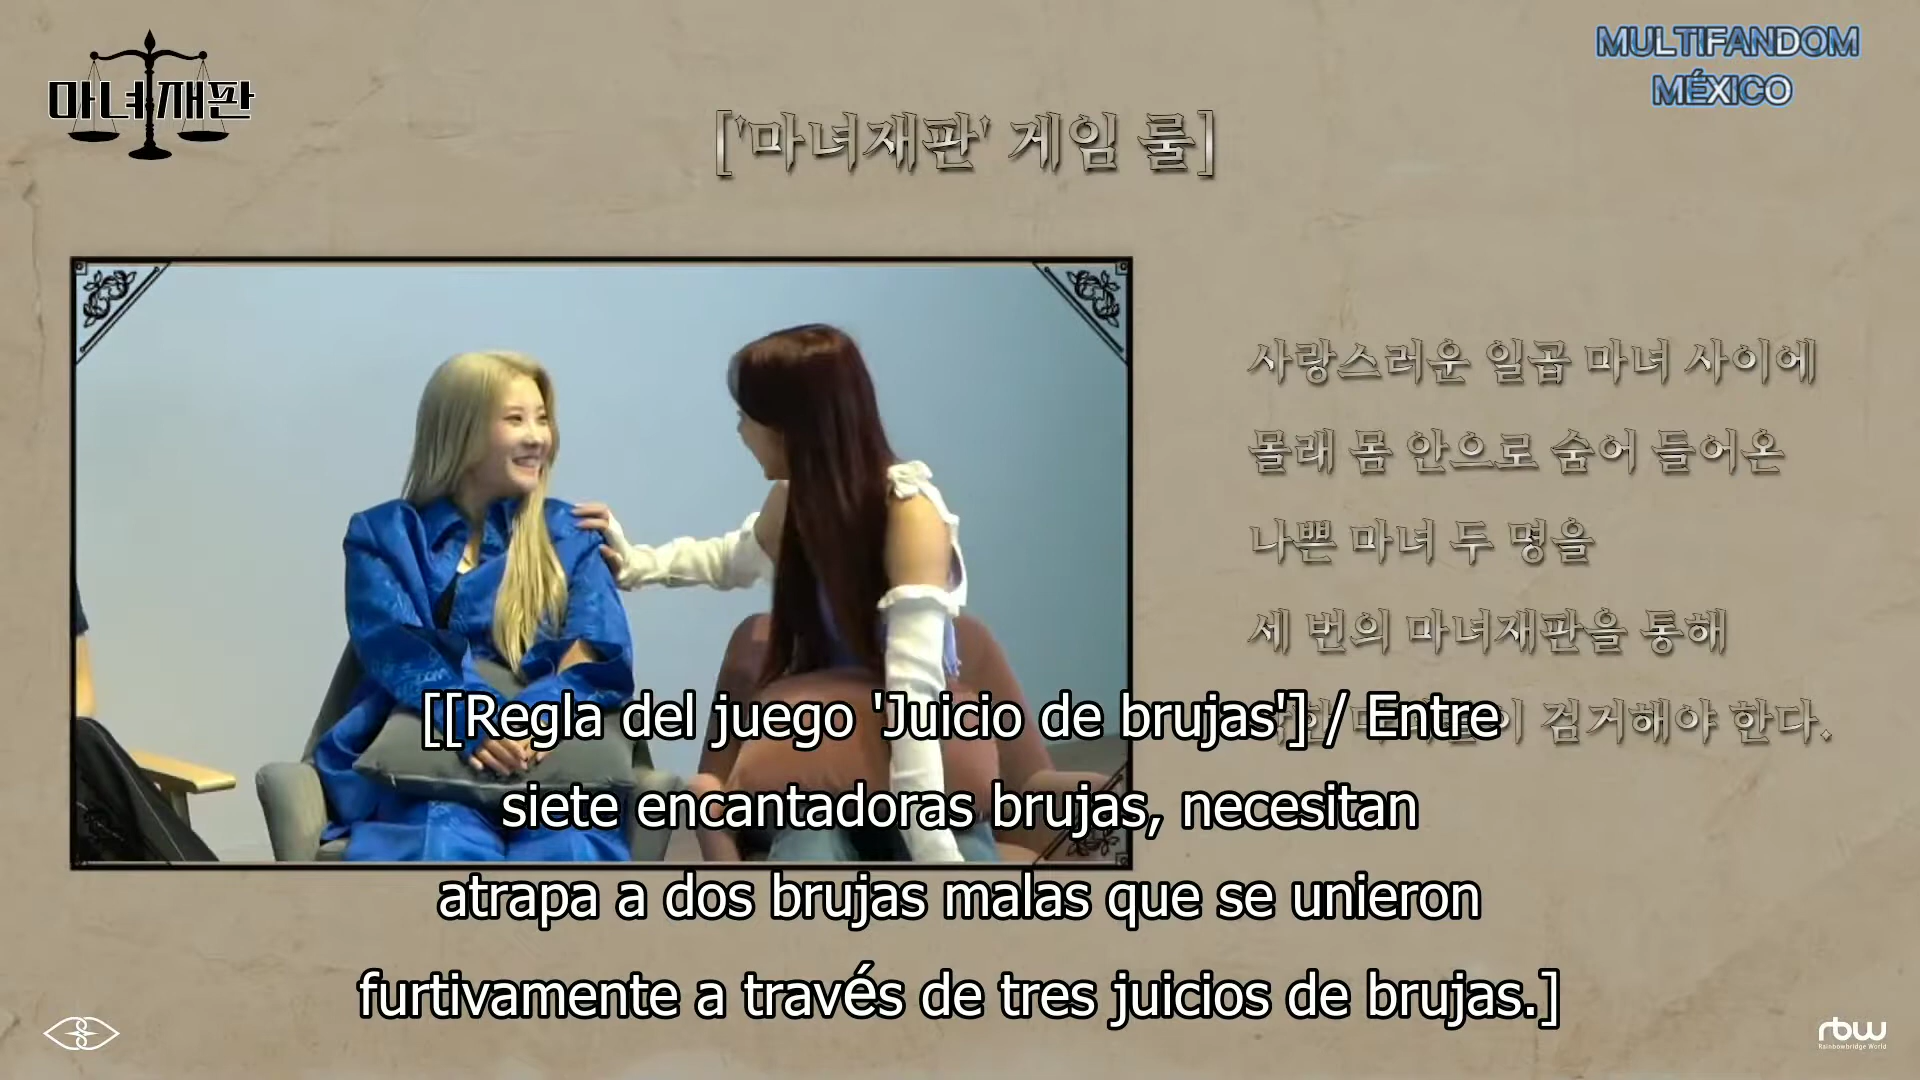 마녀재판
MULTIFANDOM
MÉXICO
['마녀재판' 게임 룰]
사랑스러운 일곱 마녀 사이에
몰래 몸 안으로 숨어 들어온
나쁜 마녀 두 명을
세 번의 마녀재판을 통해
검거해야 한다.
[[Regla del juego 'Juicio de brujas'] / Entre
siete encantadoras brujas, necesitan
atrapa a dos brujas malas que se unieron
furtivamente a través de tres juicios de brujas.]
rbw
Rainbowbridge World